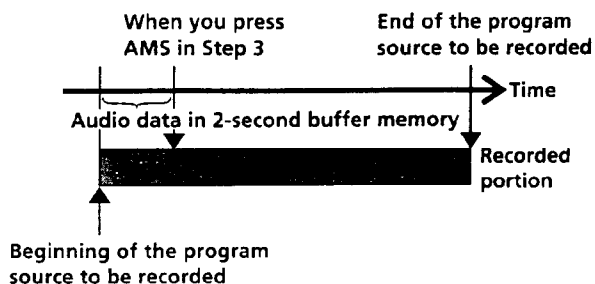 When you press
AMS in Step 3
End of the program
source to be recorded
Time
Audio data in 2-second buffer memory
Recorded
portion
Beginning of the program
source to be recorded